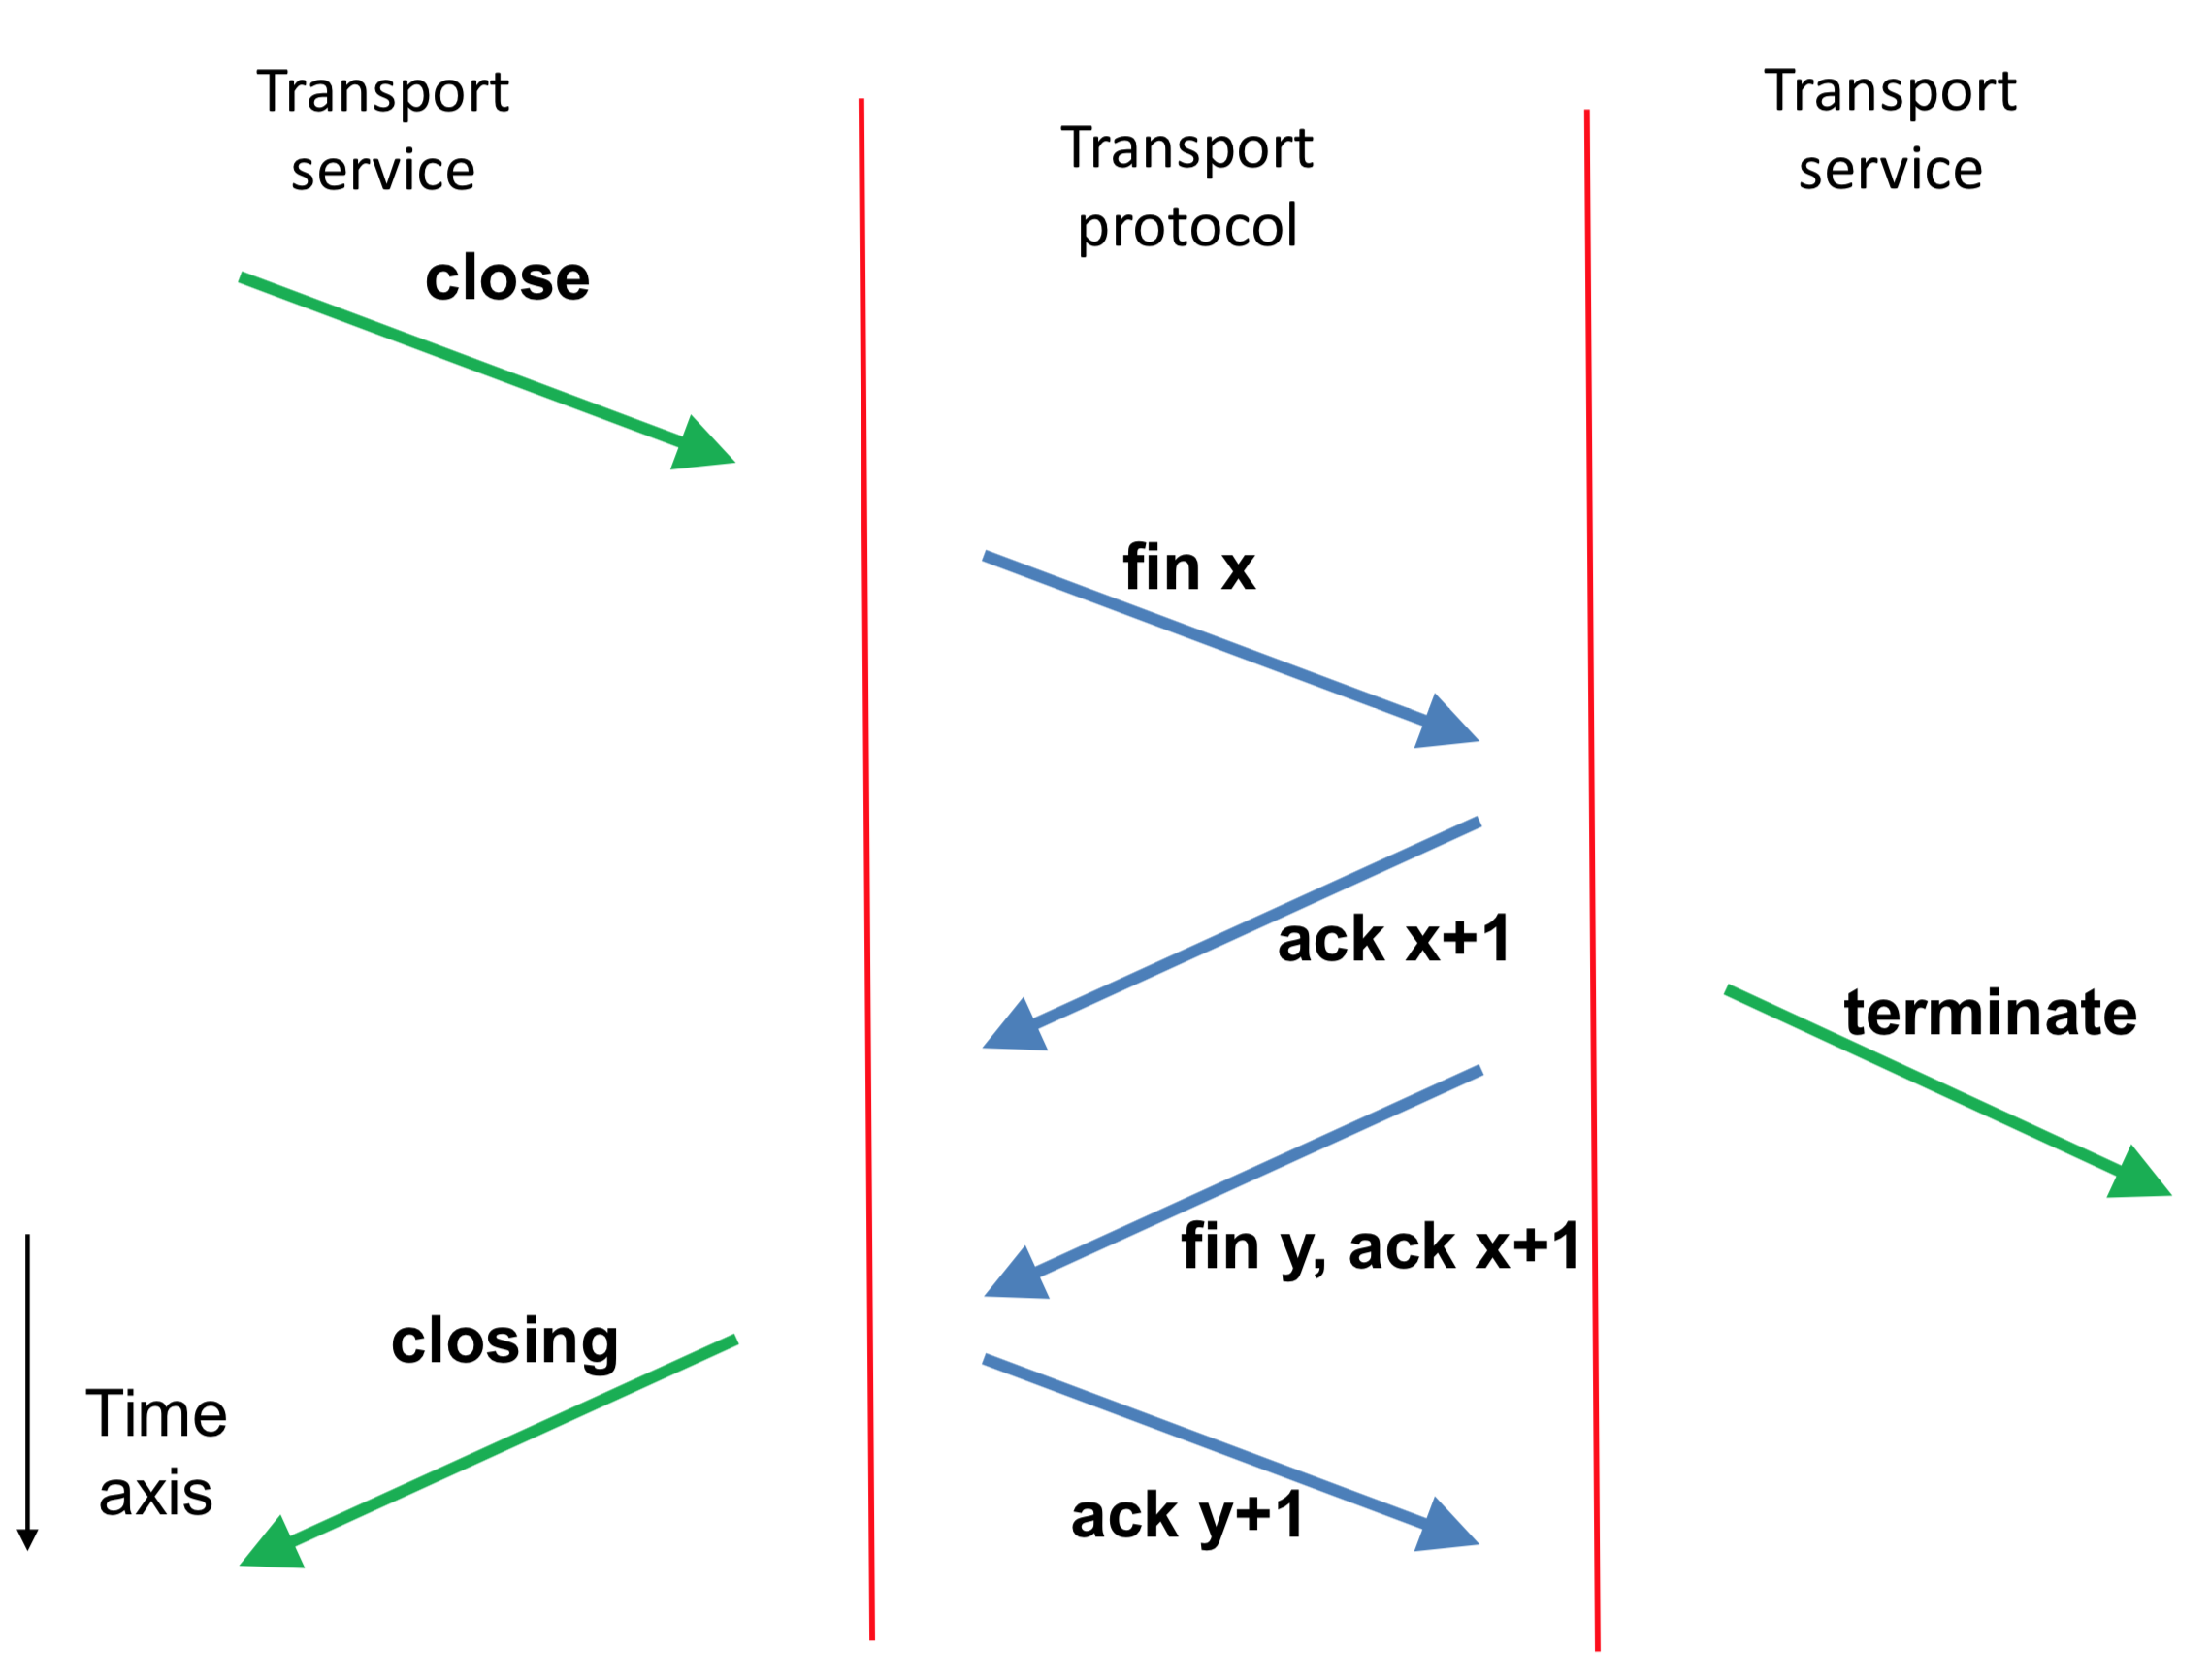 Transport
service
Transport
protocol
Transport
service
close
fin x
ack x+1
terminate
fin y, ack x+1
closing
Time
axis
ack y+1